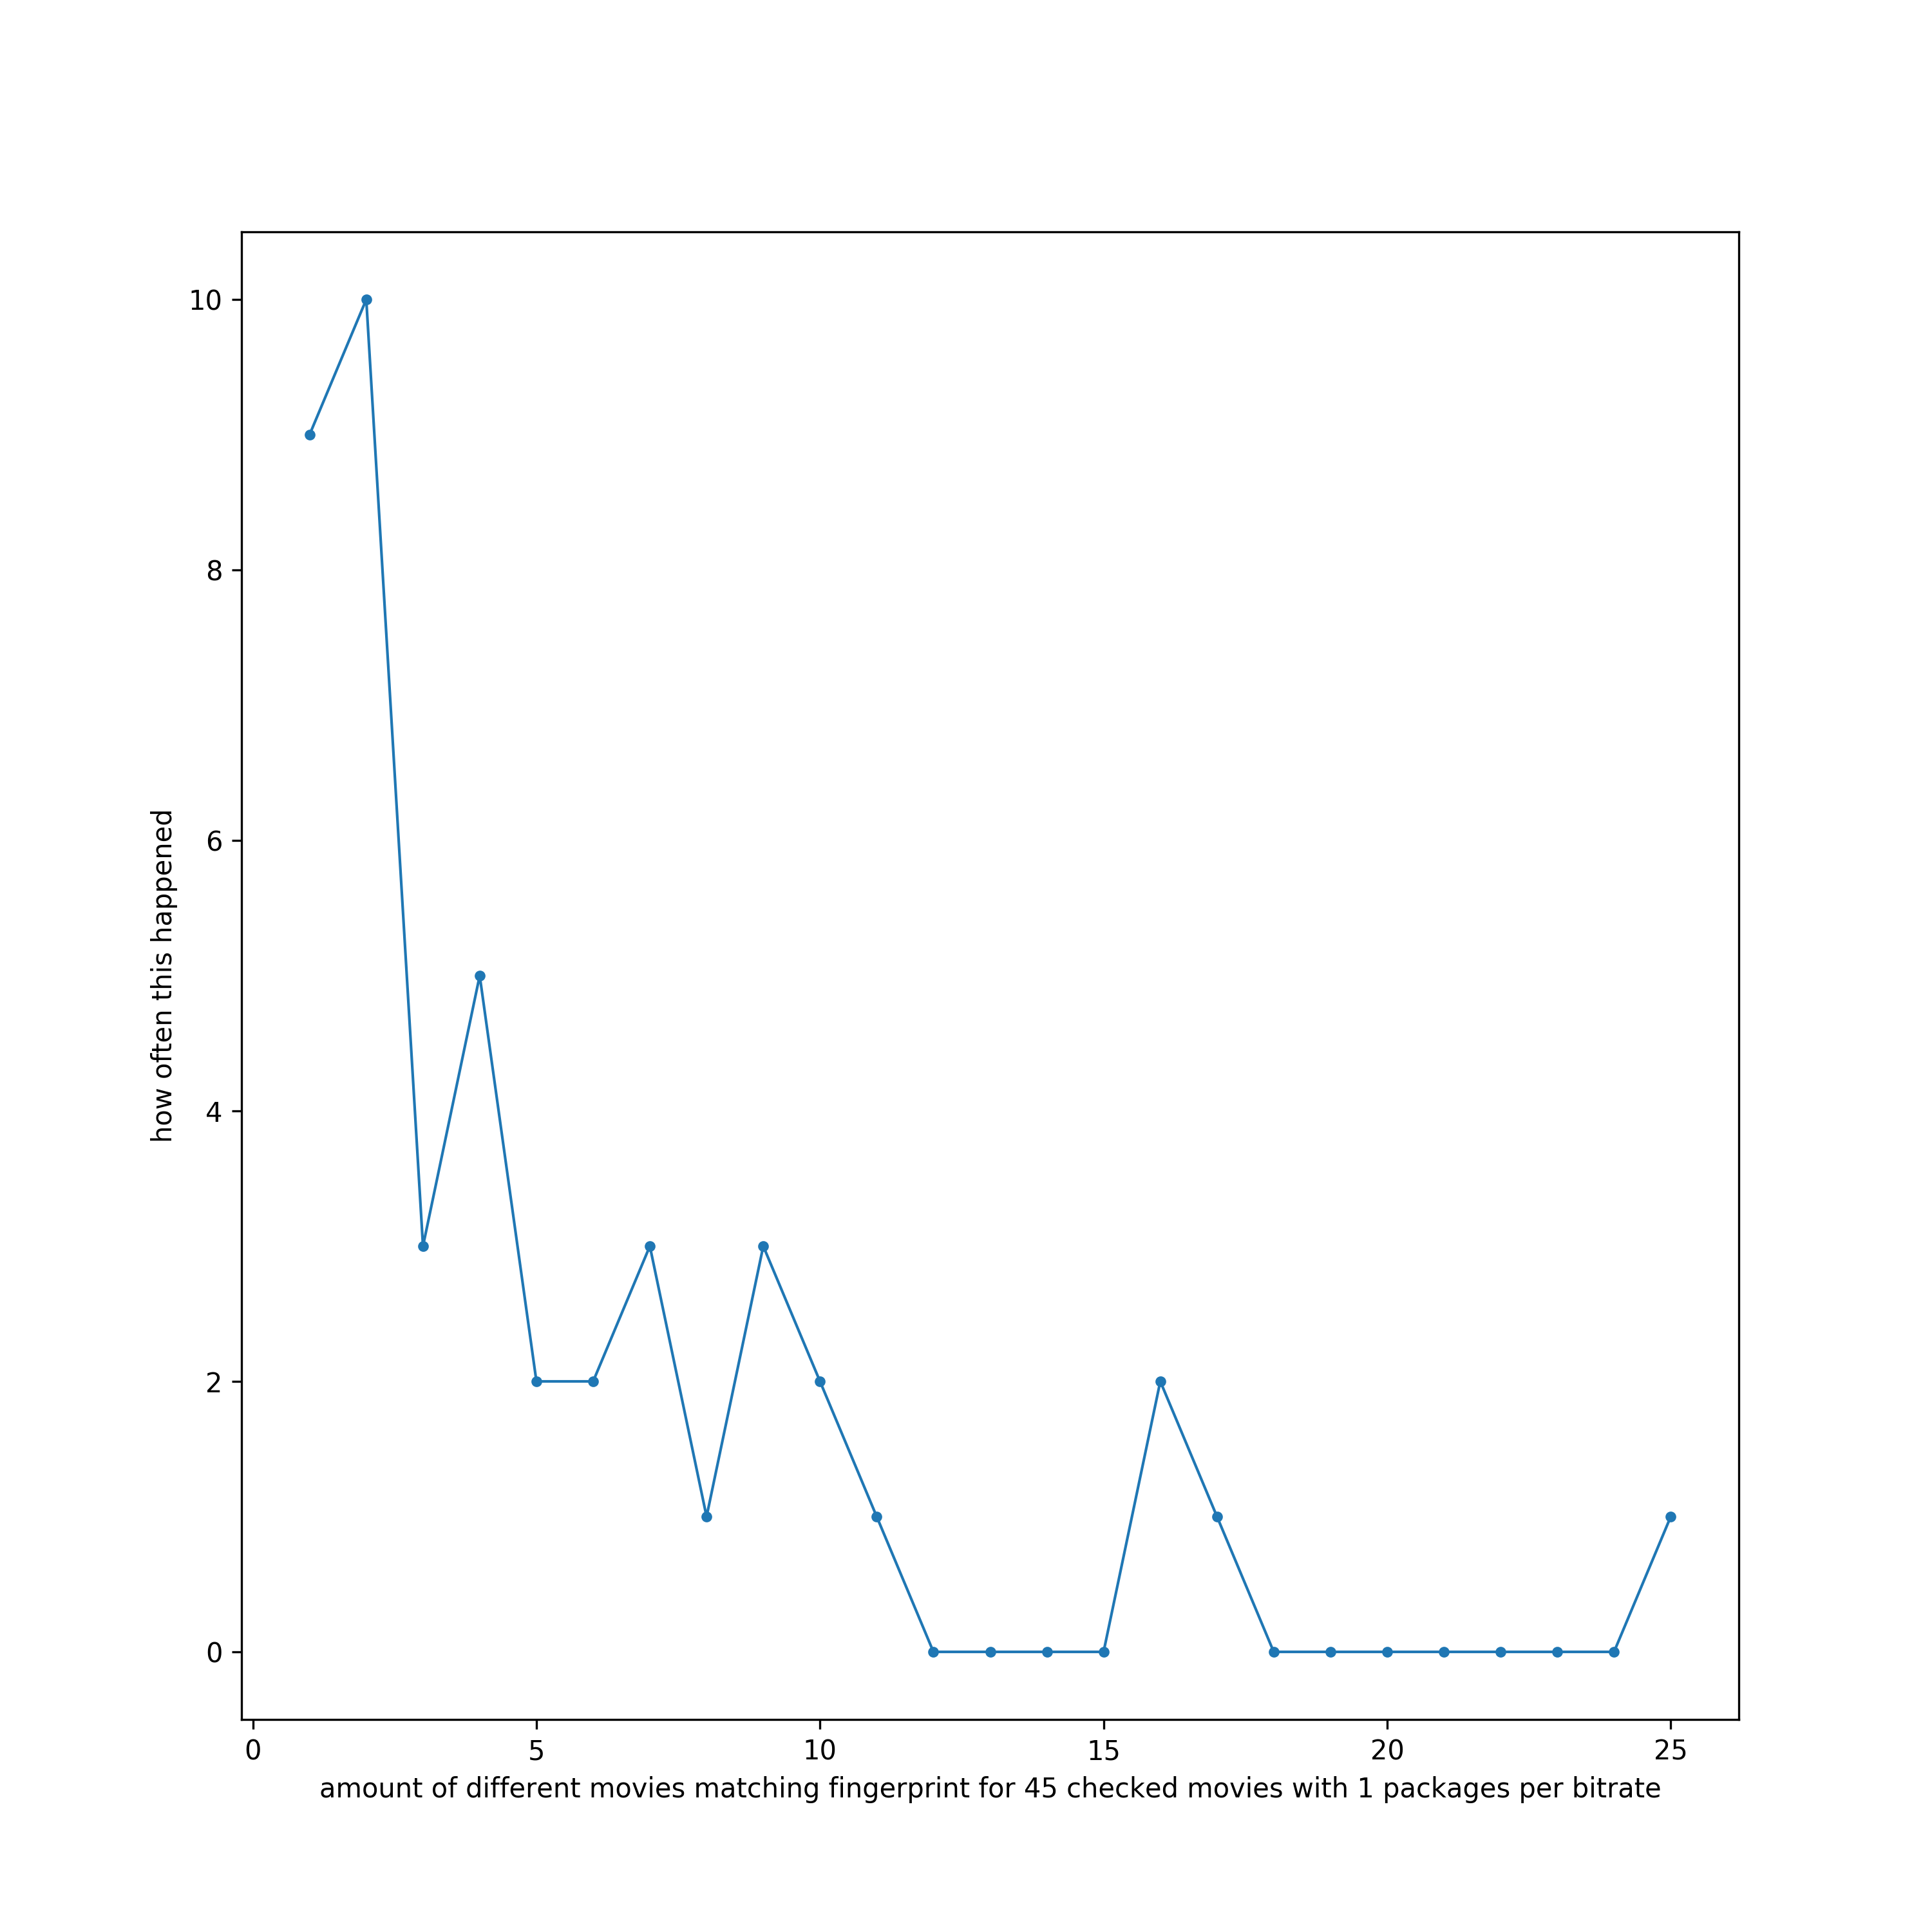 10
8
6
4
2
0
how often this happened
0 5 10 15 20 25
amount of different movies matching fingerprint for 45 checked movies with 1 packages per bitrate